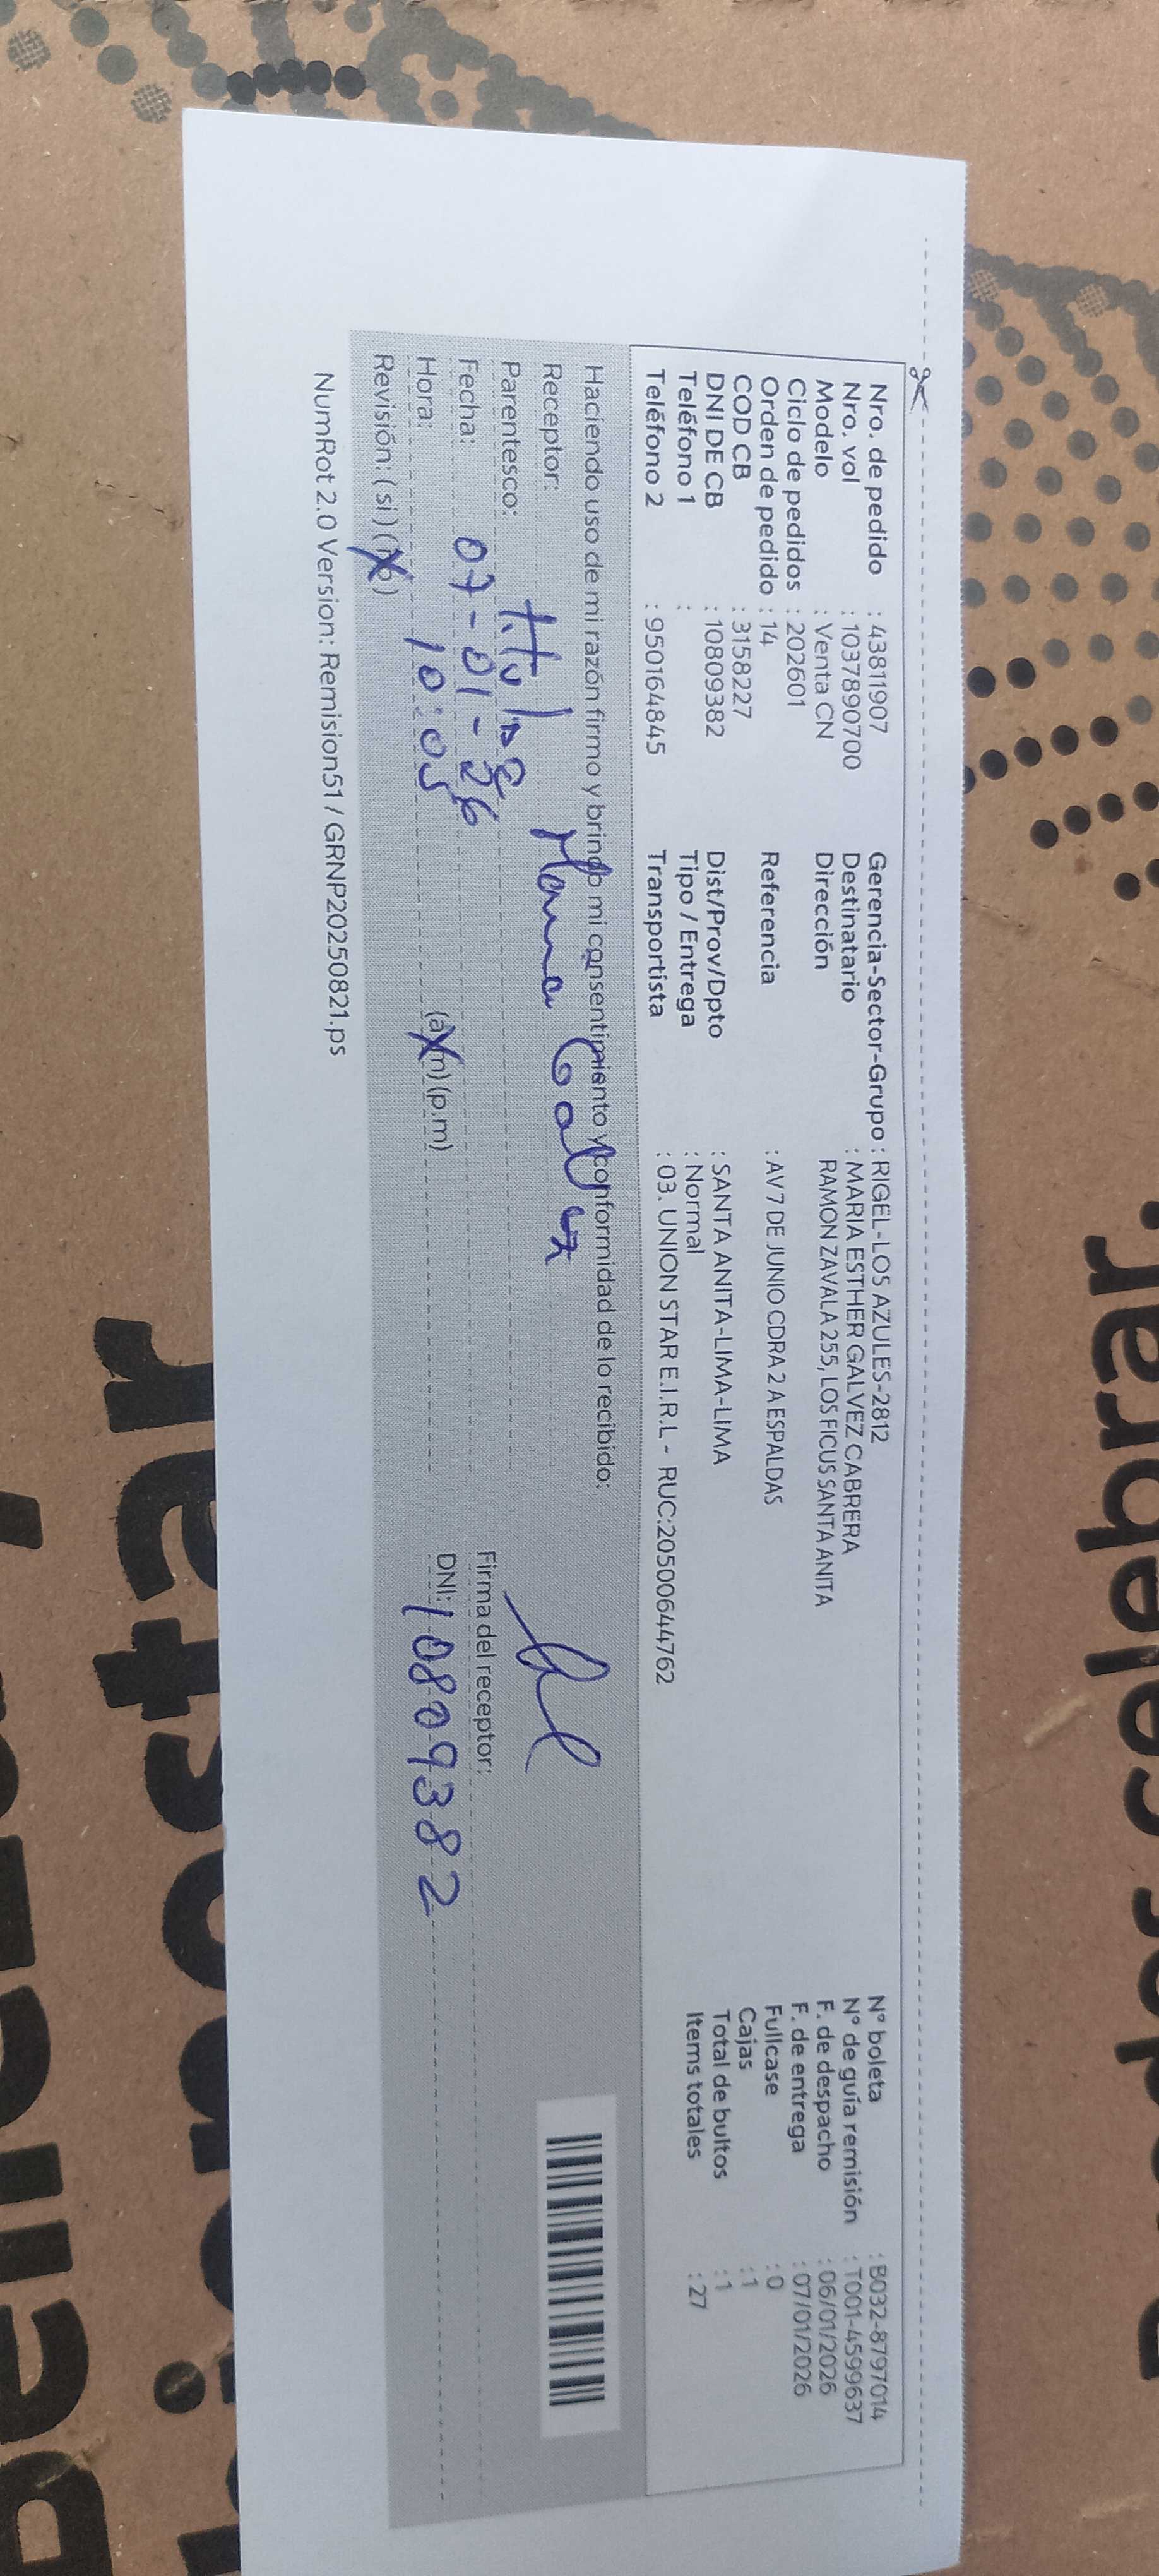 Nro. de pedido : 43811907
Nro. vol : 1037890700
Modelo : Venta CN
Ciclo de pedidos : 202601
Orden de pedido : 14
COD CB : 3158227
DNI DE CB : 10809382
Teléfono 1 :
Teléfono 2 : 950164845
Gerencia-Sector-Grupo : RIGEL-LOS AZULES-2812
Destinatario : MARIA ESTHER GALVEZ CABRERA
Dirección RAMON ZAVALA 255, LOS FICUS SANTA ANITA
Referencia : AV 7 DE JUNIO CDRA 2 A ESPALDAS
Dist/Prov/Dpto : SANTA ANITA-LIMA-LIMA
Tipo / Entrega : Normal
Transportista : 03. UNION STAR E.I.R.L - RUC:20500644762
N° boleta : B032-8797014
N° de guía remisión : T001-4599637
F. de despacho : 06/01/2026
F. de entrega : 07/01/2026
Fullcase : 0
Cajas : 1
Total de bultos : 1
Items totales : 27
Haciendo uso de mi razón firmo y brindo mi consentimiento y conformidad de lo recibido:
Receptor:
Parentesco: titular
Fecha: 07-01-26
Hora: 10:05 (a.m) (p.m)
Revisión: ( si ) (no)
Firma del receptor:
DNI: 10809382
NumRot 2.0 Version: Remision51 / GRNP20250821.ps